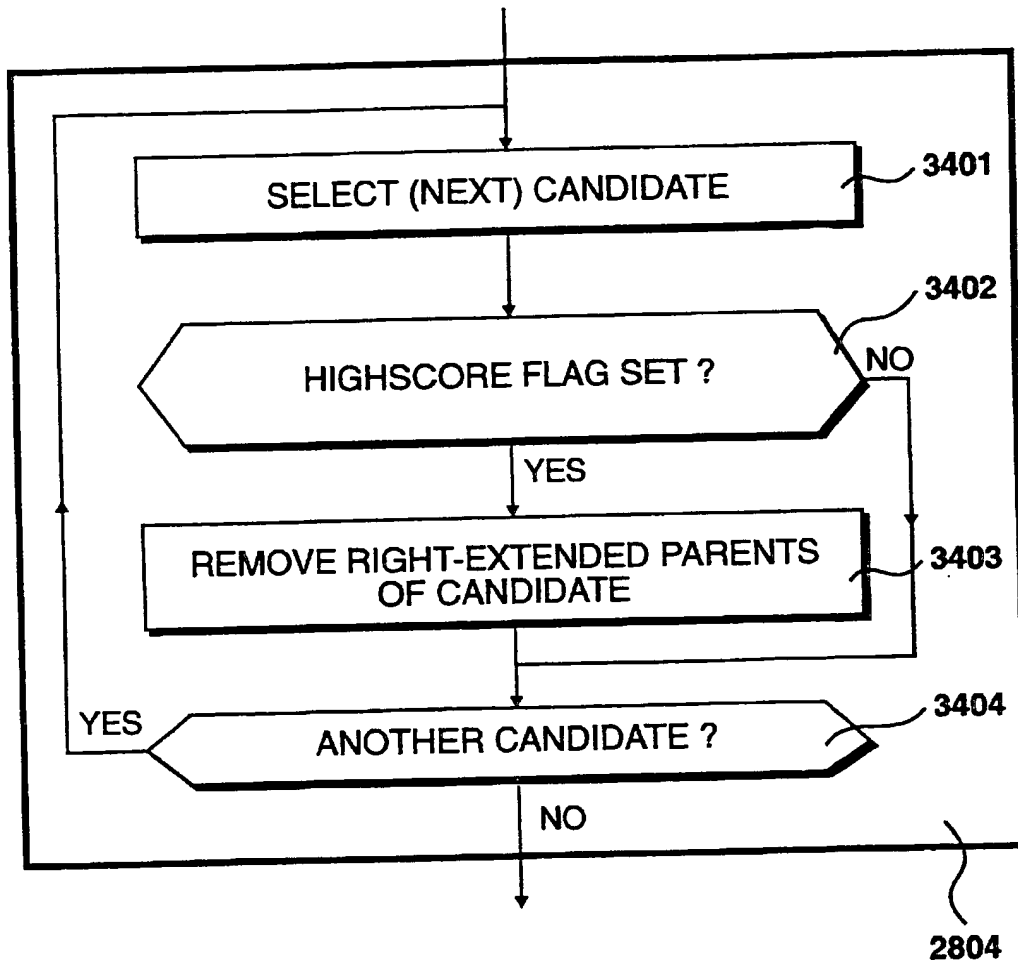 SELECT (NEXT) CANDIDATE
3401
3402
HIGHSCORE FLAG SET ?
NO
YES
REMOVE RIGHT-EXTENDED PARENTS
OF CANDIDATE
3403
YES
3404
ANOTHER CANDIDATE ?
NO
2804